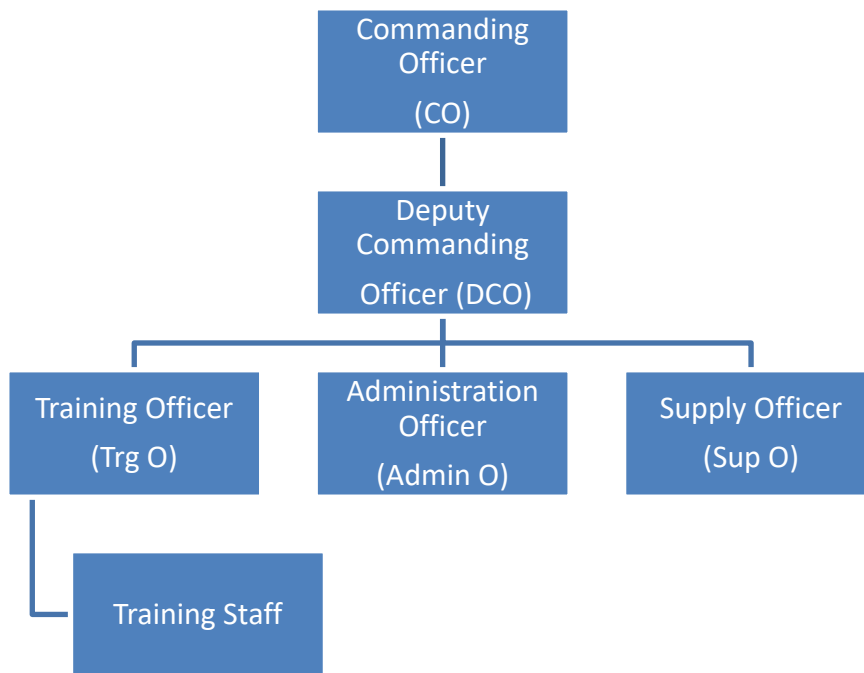 Commanding
Officer
(CO)
Deputy
Commanding
Officer (DCO)
Training Officer
(Trg O)
Administration
Officer
(Admin O)
Supply Officer
(Sup O)
Training Staff